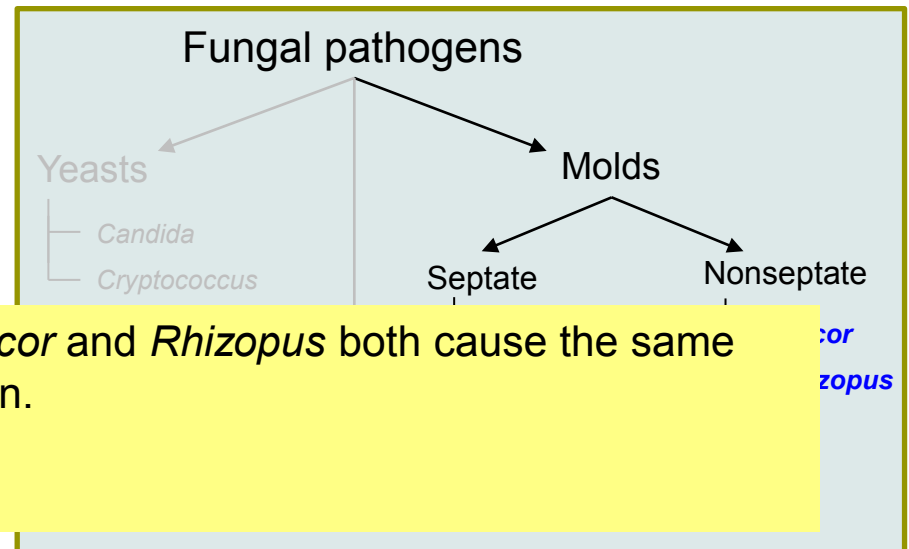 Fungal pathogens
Yeasts
Molds
Candida
Cryptococcus
Septate
Nonseptate
cor and Rhizopus both cause the same
n.
cor
zopus